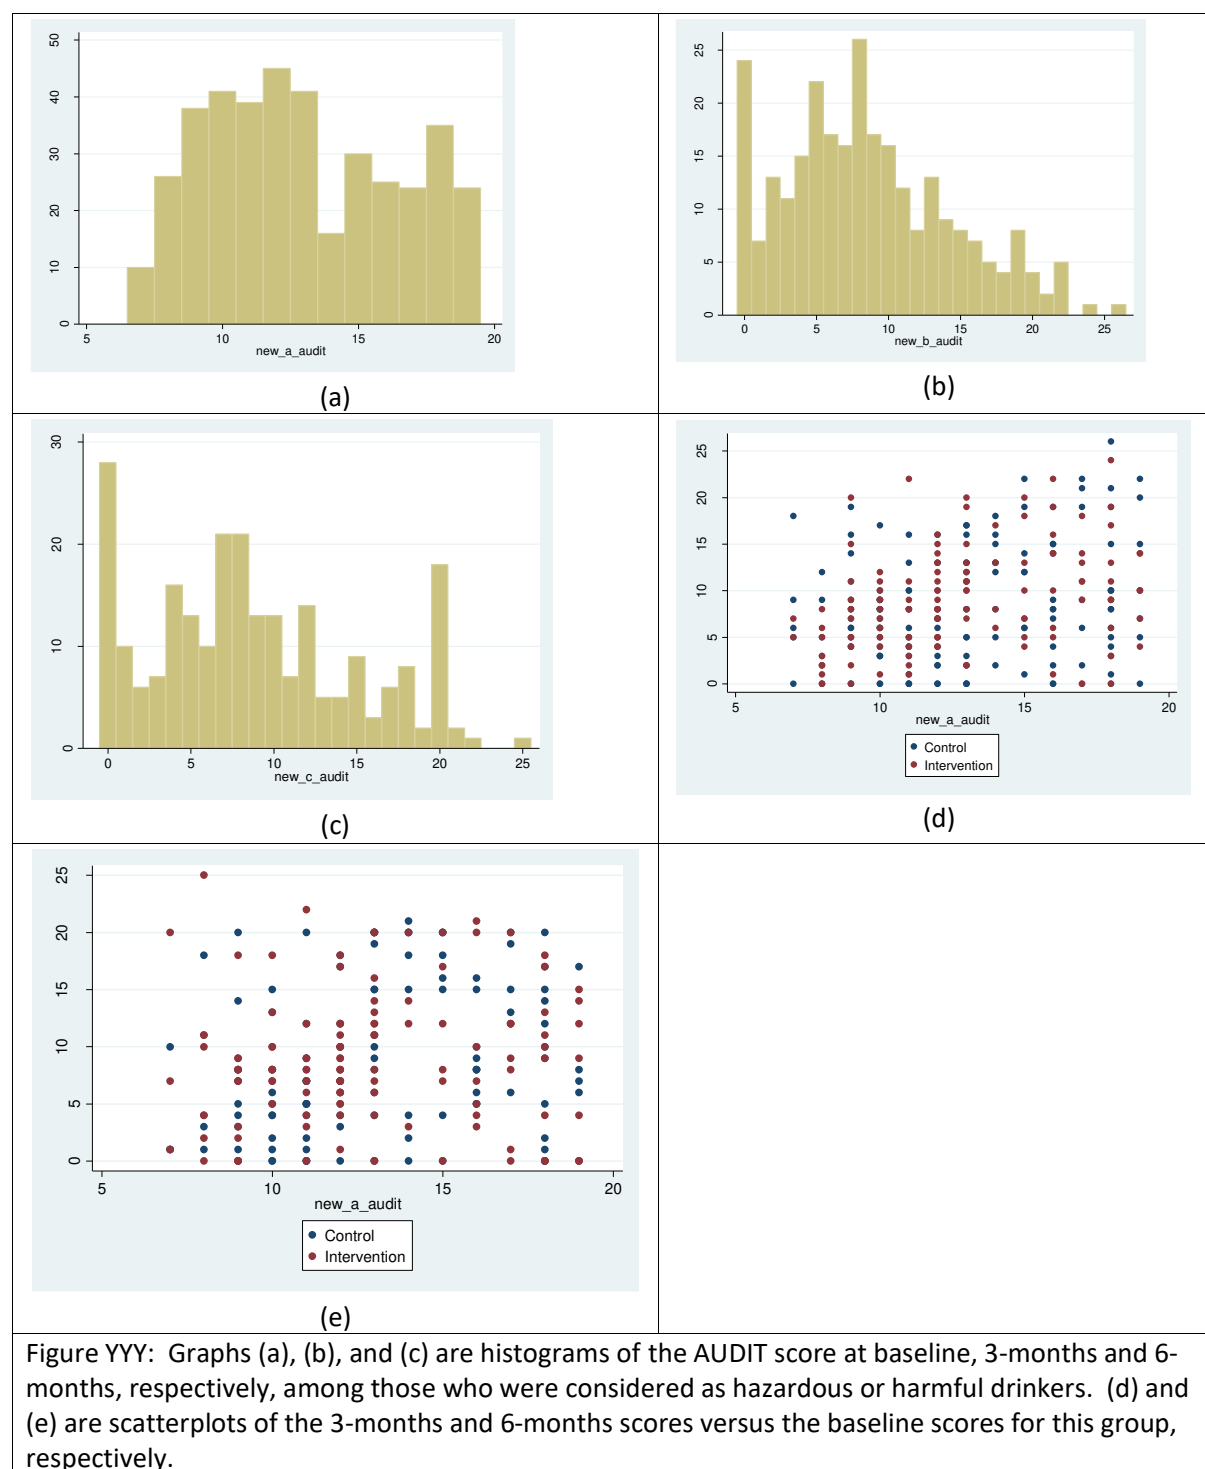 50
40
30
20
10
0
5 10 15 20
new_a_audit
(a)
25
20
15
10
5
0
0 5 10 15 20 25
new_b_audit
(b)
30
20
10
0
0 5 10 15 20 25
new_c_audit
(c)
25
20
15
10
5
0
5 10 15 20
new_a_audit
Control
Intervention
(d)
25
20
15
10
5
0
5 10 15 20
new_a_audit
Control
Intervention
(e)
Figure YYY: Graphs (a), (b), and (c) are histograms of the AUDIT score at baseline, 3-months and 6-
months, respectively, among those who were considered as hazardous or harmful drinkers. (d) and
(e) are scatterplots of the 3-months and 6-months scores versus the baseline scores for this group,
respectively.